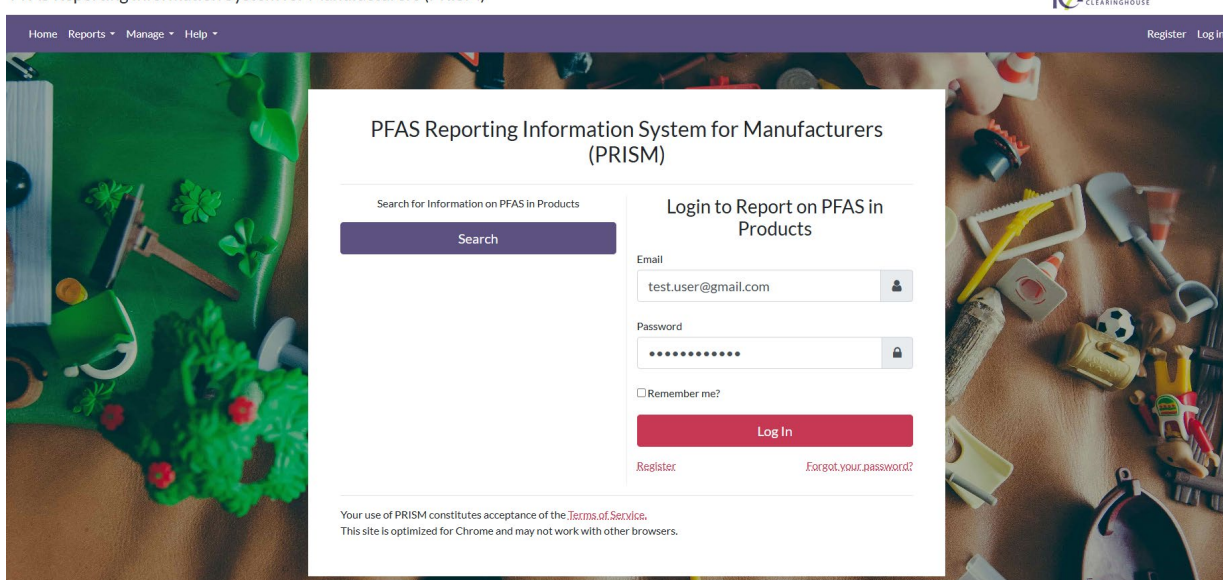 Home Reports Manage Help Register Log in
CLEARINGHOUSE
PFAS Reporting Information System for Manufacturers
(PRISM)
Search for Information on PFAS in Products
Search
Login to Report on PFAS in
Products
Email
test.user@gmail.com
Password
Remember me?
Log In
Register Forgot your password?
Your use of PRISM constitutes acceptance of the Terms of Service.
This site is optimized for Chrome and may not work with other browsers.